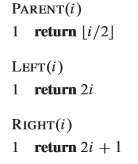 PARENT(i)
1 return ⌊i/2⌋
LEFT(i)
1 return 2i
RIGHT(i)
1 return 2i + 1